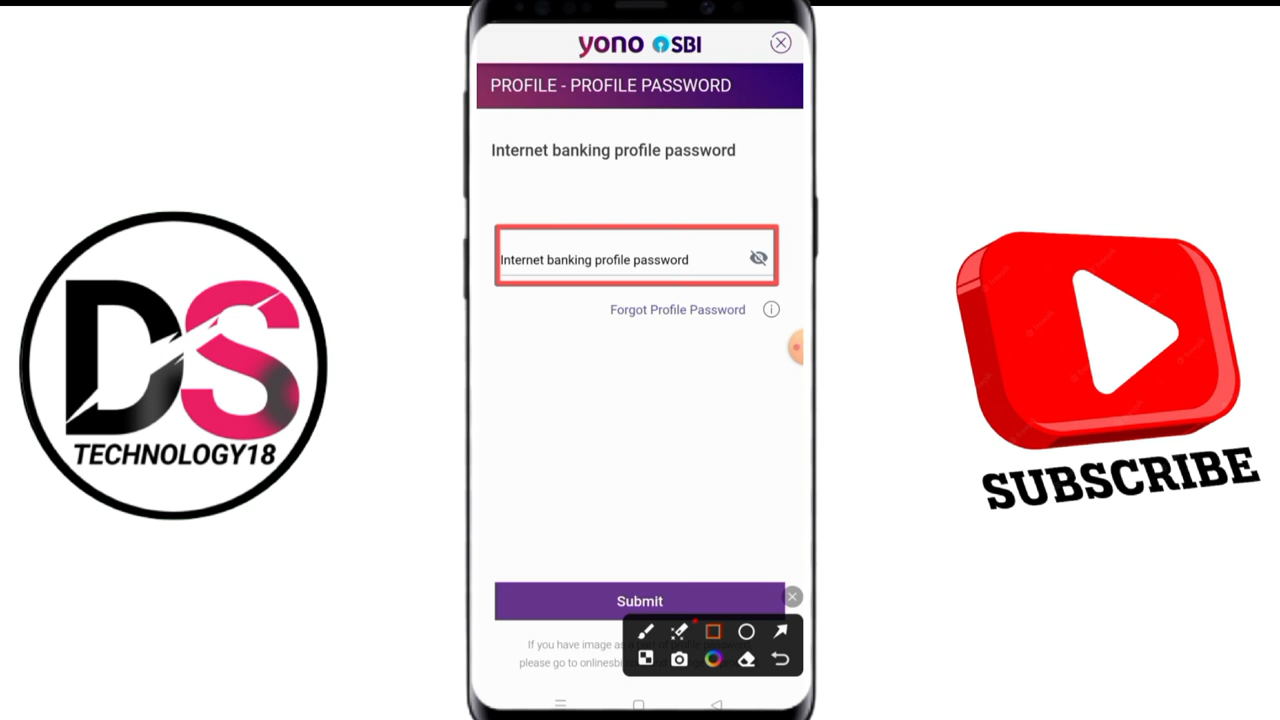 yono SBI
PROFILE - PROFILE PASSWORD
Internet banking profile password
Internet banking profile password
Forgot Profile Password
Submit
If you have image
please go to onlinesbi
DS
TECHNOLOGY18
SUBSCRIBE